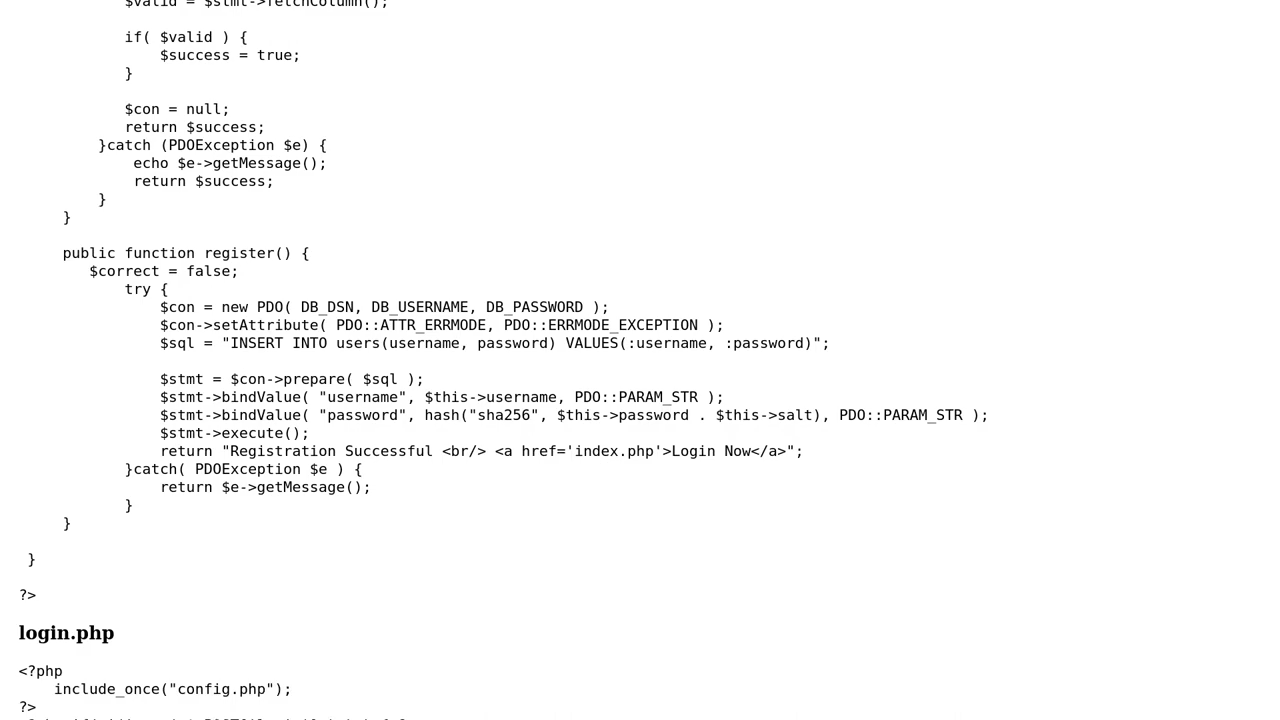 $valid = $stmt->fetchColumn();
if( $valid ) {
$success = true;
}
$con = null;
return $success;
}catch (PDOException $e) {
echo $e->getMessage();
return $success;
}
}
public function register() {
$correct = false;
try {
$con = new PDO( DB_DSN, DB_USERNAME, DB_PASSWORD );
$con->setAttribute( PDO::ATTR_ERRMODE, PDO::ERRMODE_EXCEPTION );
$sql = "INSERT INTO users(username, password) VALUES(:username, :password)";
$stmt = $con->prepare( $sql );
$stmt->bindValue( "username", $this->username, PDO::PARAM_STR );
$stmt->bindValue( "password", hash("sha256", $this->password . $this->salt), PDO::PARAM_STR );
$stmt->execute();
return "Registration Successful <br/> <a href='index.php'>Login Now</a>";
}catch( PDOException $e ) {
return $e->getMessage();
}
}
}
?>
login.php
<?php
include_once("config.php");
?>